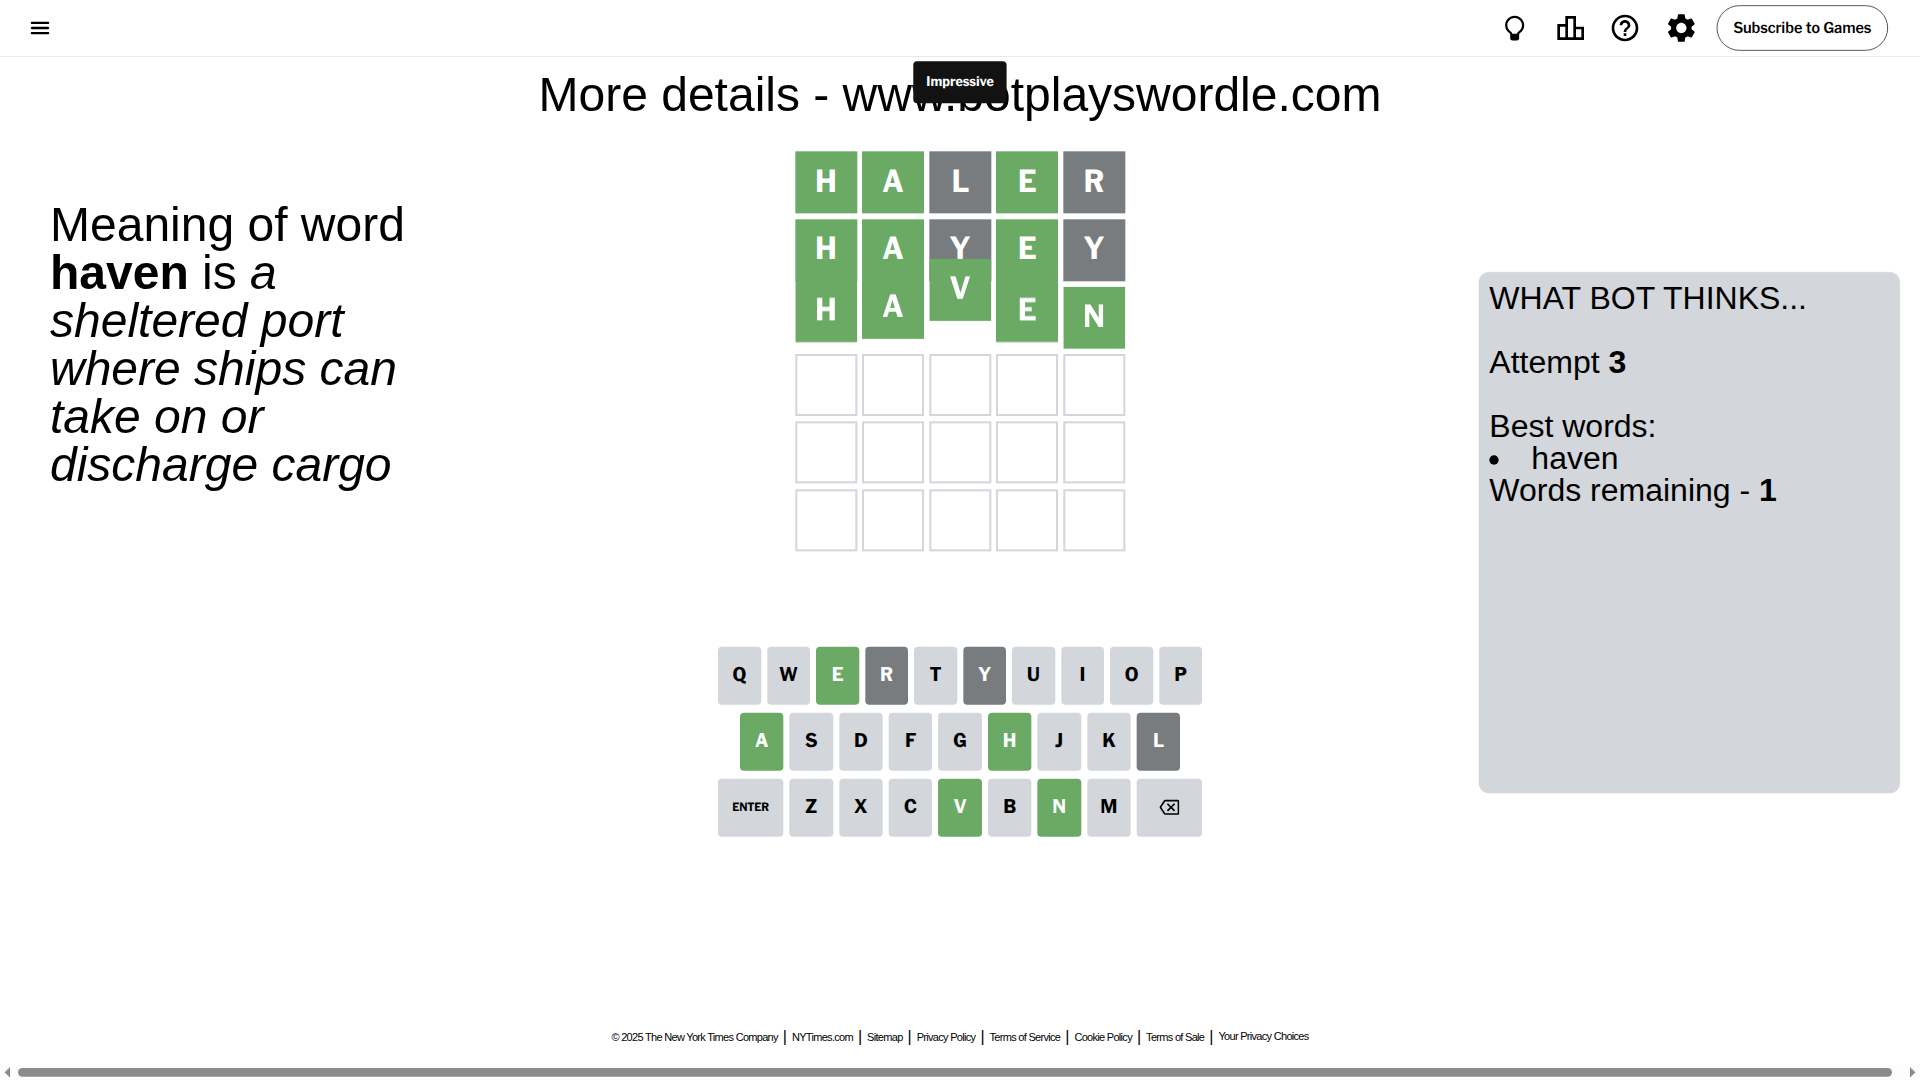 Subscribe to Games
Impressive
More details - www.botplayswordle.com
Meaning of word
haven is a
sheltered port
where ships can
take on or
discharge cargo
H A L E R
H A Y E Y
H A V E N
WHAT BOT THINKS...
Attempt 3
Best words:
• haven
Words remaining - 1
Q W E R T Y U I O P
A S D F G H J K L
ENTER Z X C V B N M
© 2025 The New York Times Company | NYTimes.com | Sitemap | Privacy Policy | Terms of Service | Cookie Policy | Terms of Sale | Your Privacy Choices